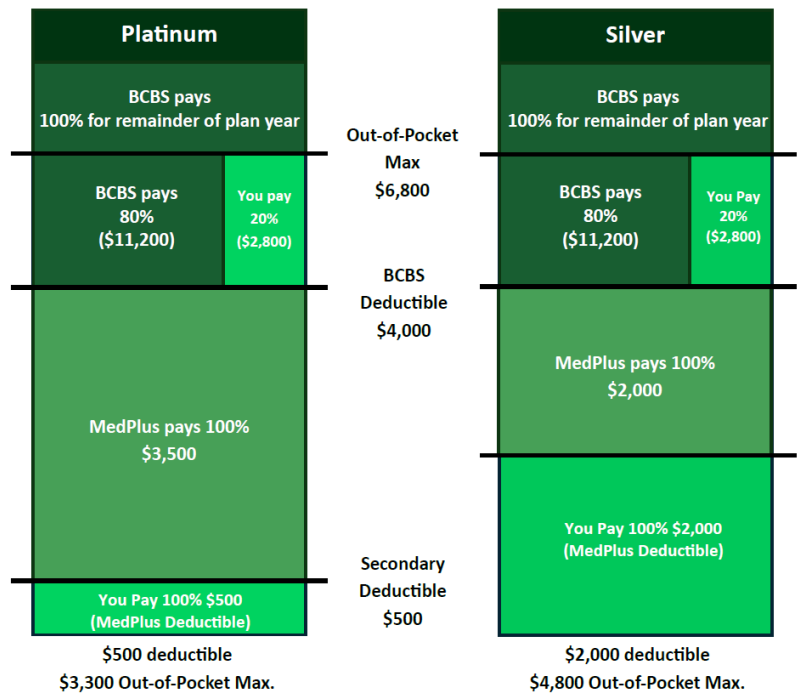 Platinum
BCBS pays
100% for remainder of plan year
BCBS pays
80%
($11,200)
You pay
20%
($2,800)
MedPlus pays 100%
$3,500
You Pay 100% $500
(MedPlus Deductible)
$500 deductible
$3,300 Out-of-Pocket Max.
Out-of-Pocket
Max
$6,800
BCBS
Deductible
$4,000
Secondary
Deductible
$500
Silver
BCBS pays
100% for remainder of plan year
BCBS pays
80%
($11,200)
You Pay
20%
($2,800)
MedPlus pays 100%
$2,000
You Pay 100% $2,000
(MedPlus Deductible)
$2,000 deductible
$4,800 Out-of-Pocket Max.